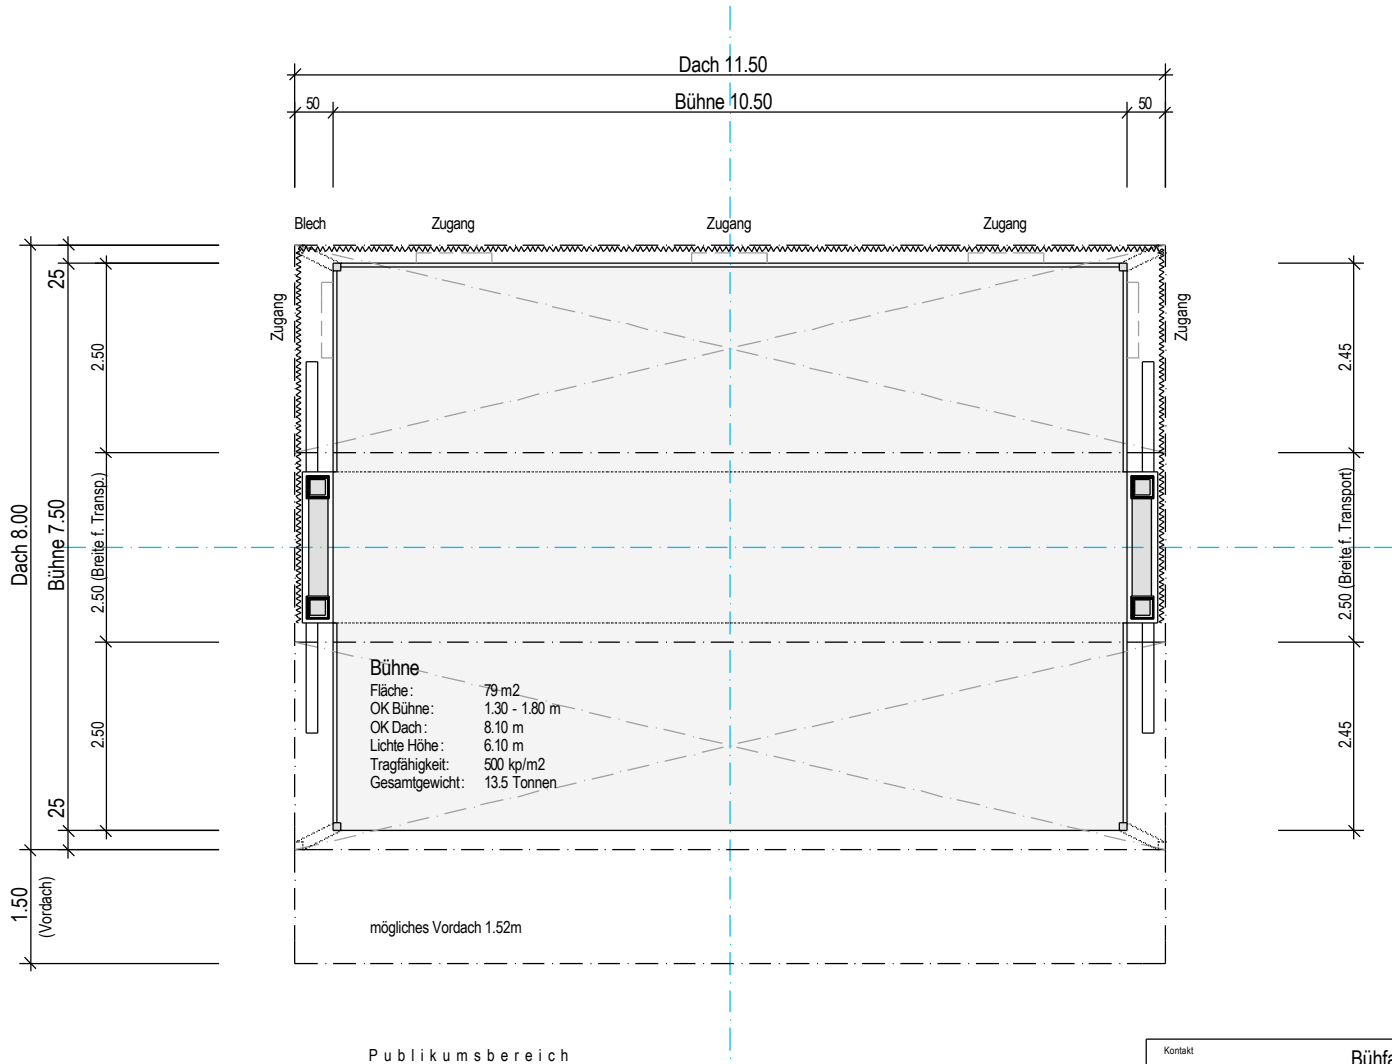 Dach 11.50
50
Bühne 10.50
50
Blech
Zugang
Zugang
Zugang
Zugang
Zugang
25
2.50
2.45
Dach 8.00
Bühne 7.50
2.50 (Breite f. Transp.)
2.50 (Breite f. Transport)
Bühne
Fläche: 79 m2
OK Bühne: 1.30 - 1.80 m
OK Dach: 8.10 m
Lichte Höhe: 6.10 m
Tragfähigkeit: 500 kp/m2
Gesamtgewicht: 13.5 Tonnen
2.50
2.45
25
1.50
(Vordach)
mögliches Vordach 1.52m
Publikumsbereich
Kontakt